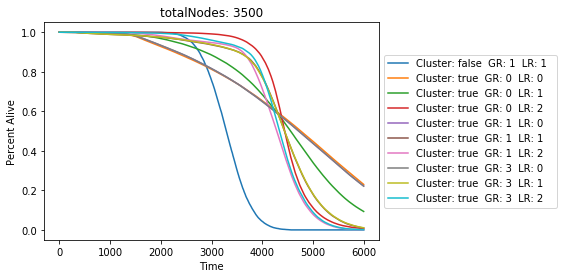 totalNodes: 3500
Percent Alive
1.0
0.8
0.6
0.4
0.2
0.0
0 1000 2000 3000 4000 5000 6000
Time
Cluster: false GR: 1 LR: 1
Cluster: true GR: 0 LR: 0
Cluster: true GR: 0 LR: 1
Cluster: true GR: 0 LR: 2
Cluster: true GR: 1 LR: 0
Cluster: true GR: 1 LR: 1
Cluster: true GR: 1 LR: 2
Cluster: true GR: 3 LR: 0
Cluster: true GR: 3 LR: 1
Cluster: true GR: 3 LR: 2